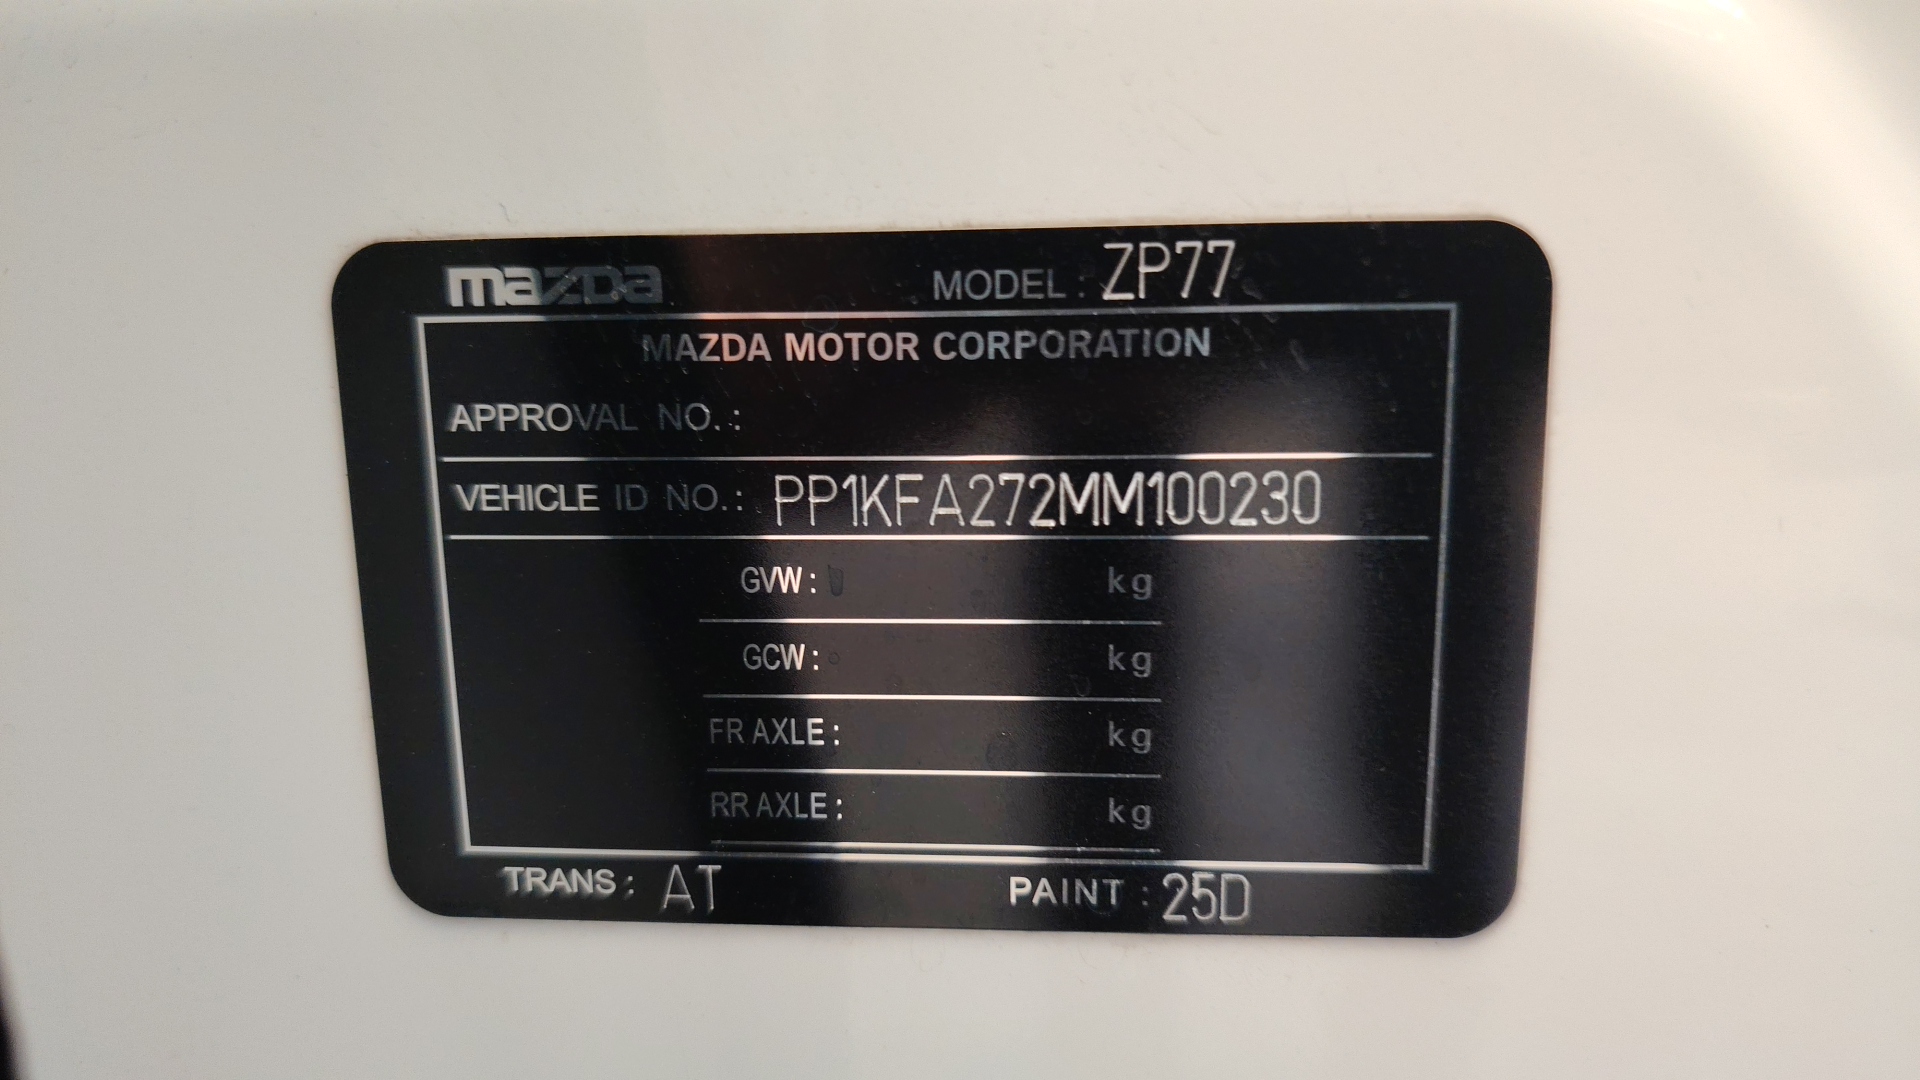 mazda MODEL : ZP77
MAZDA MOTOR CORPORATION
APPROVAL NO. :
VEHICLE ID NO. : PP1KFA272MM100230
GVW : kg
GCW : kg
FR AXLE : kg
RR AXLE : kg
TRANS : AT PAINT : 25D